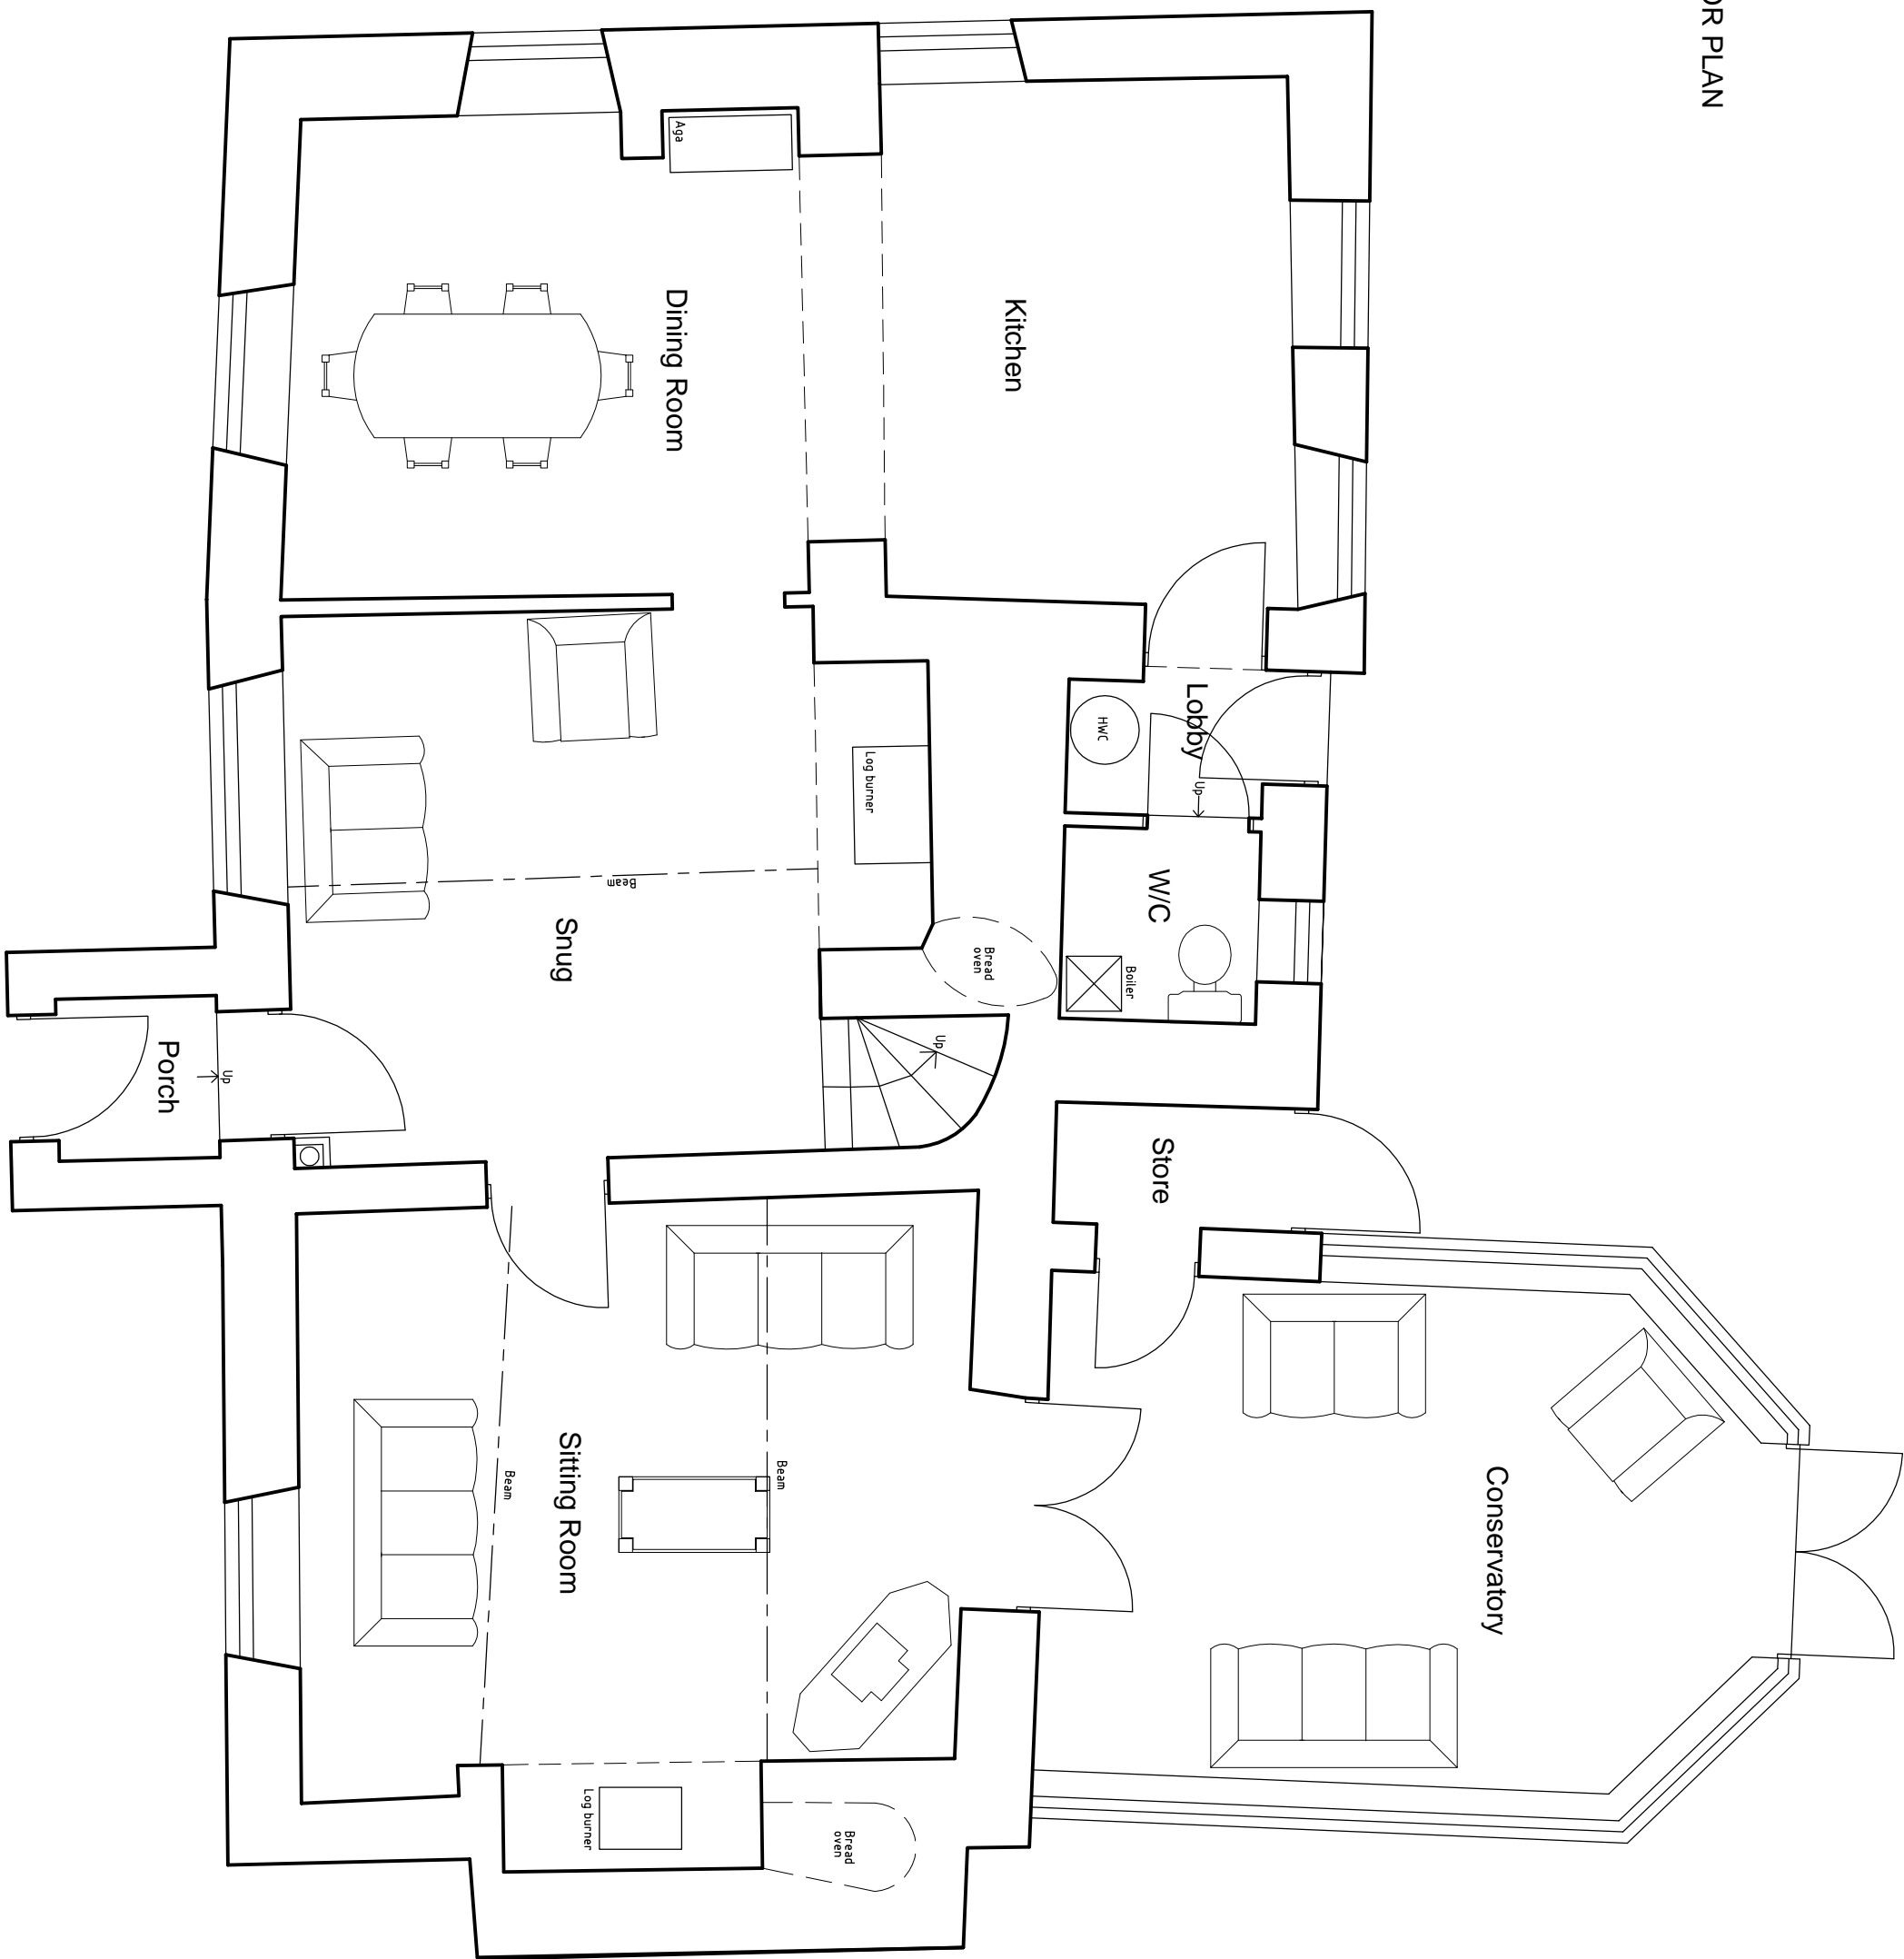 OR PLAN
Kitchen
Dining Room
Aga
Lobby
HWC
Up
W/C
Boiler
Log burner
Beam
Snug
Bread
oven
Up
Porch
Up
Store
Conservatory
Sitting Room
Beam
Beam
Log burner
Bread
oven